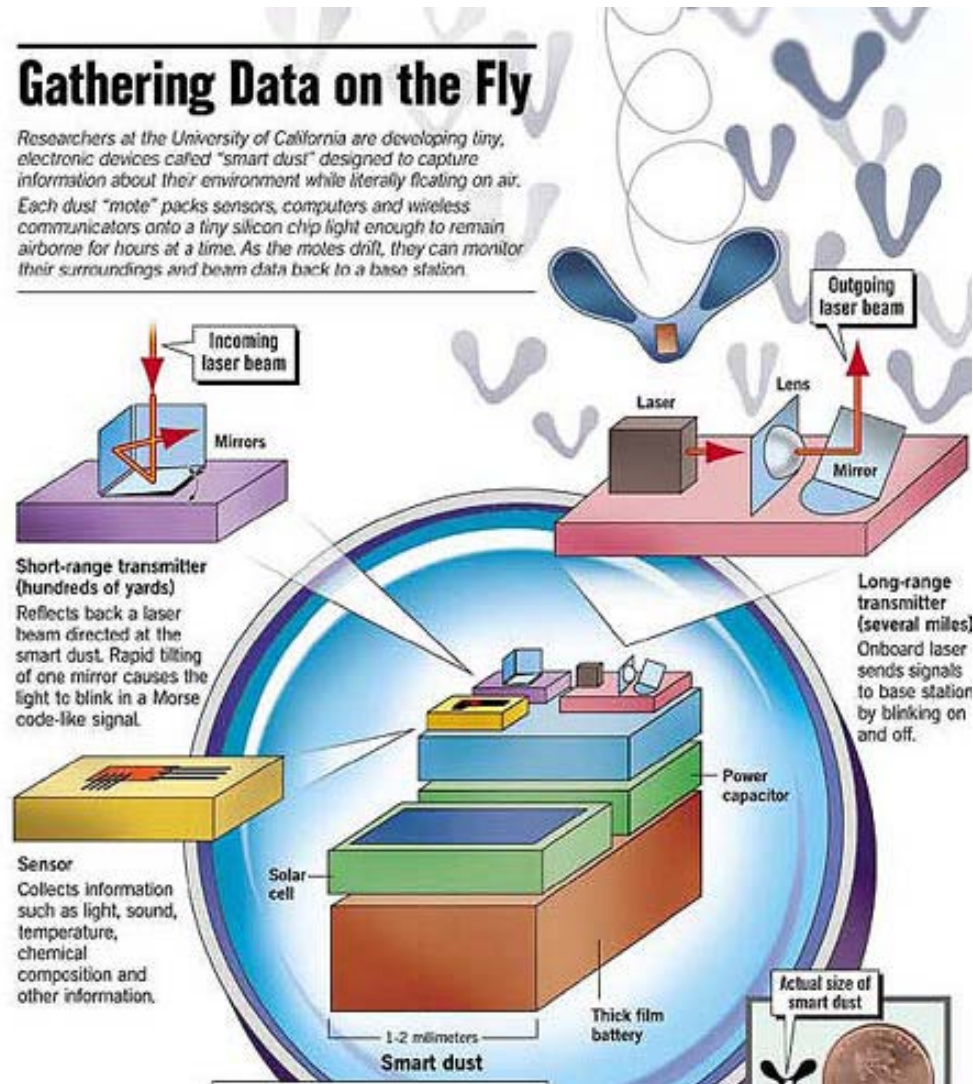 Gathering Data on the Fly
Researchers at the University of California are developing tiny,
electronic devices called "smart dust" designed to capture
information about their environment while literally floating on air.
Each dust "mote" packs sensors, computers and wireless
communicators onto a tiny silicon chip light enough to remain
airborne for hours at a time. As the motes drift, they can monitor
their surroundings and beam data back to a base station.
Incoming
laser beam
Mirrors
Short-range transmitter
(hundreds of yards)
Reflects back a laser
beam directed at the
smart dust. Rapid tilting
of one mirror causes the
light to blink in a Morse
code-like signal.
Outgoing
laser beam
Laser
Lens
Mirror
Long-range
transmitter
(several miles)
Onboard laser
sends signals
to base station
by blinking on
and off.
Sensor
Collects information
such as light, sound,
temperature,
chemical
composition and
other information.
Power
capacitor
Solar
cell
Thick film
battery
1-2 milimeters
Smart dust
Actual size of
smart dust